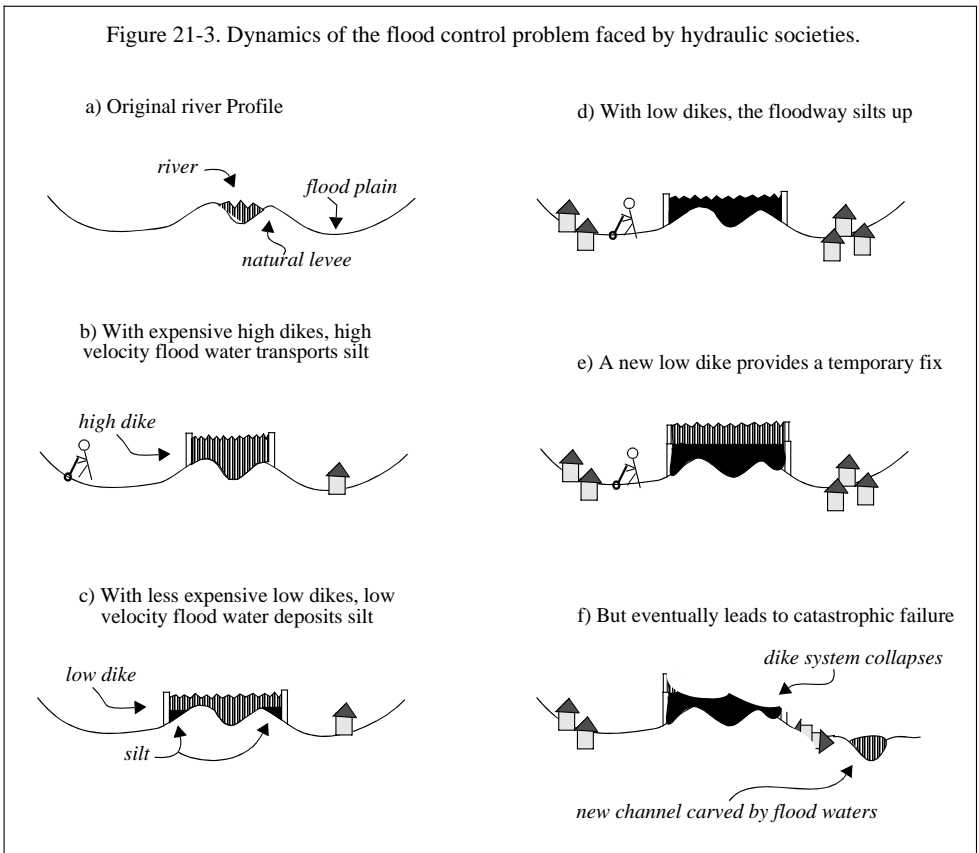 Figure 21-3. Dynamics of the flood control problem faced by hydraulic societies.
a) Original river Profile
river
flood plain
natural levee
b) With expensive high dikes, high
velocity flood water transports silt
high dike
c) With less expensive low dikes, low
velocity flood water deposits silt
low dike
silt
d) With low dikes, the floodway silts up
e) A new low dike provides a temporary fix
f) But eventually leads to catastrophic failure
dike system collapses
new channel carved by flood waters